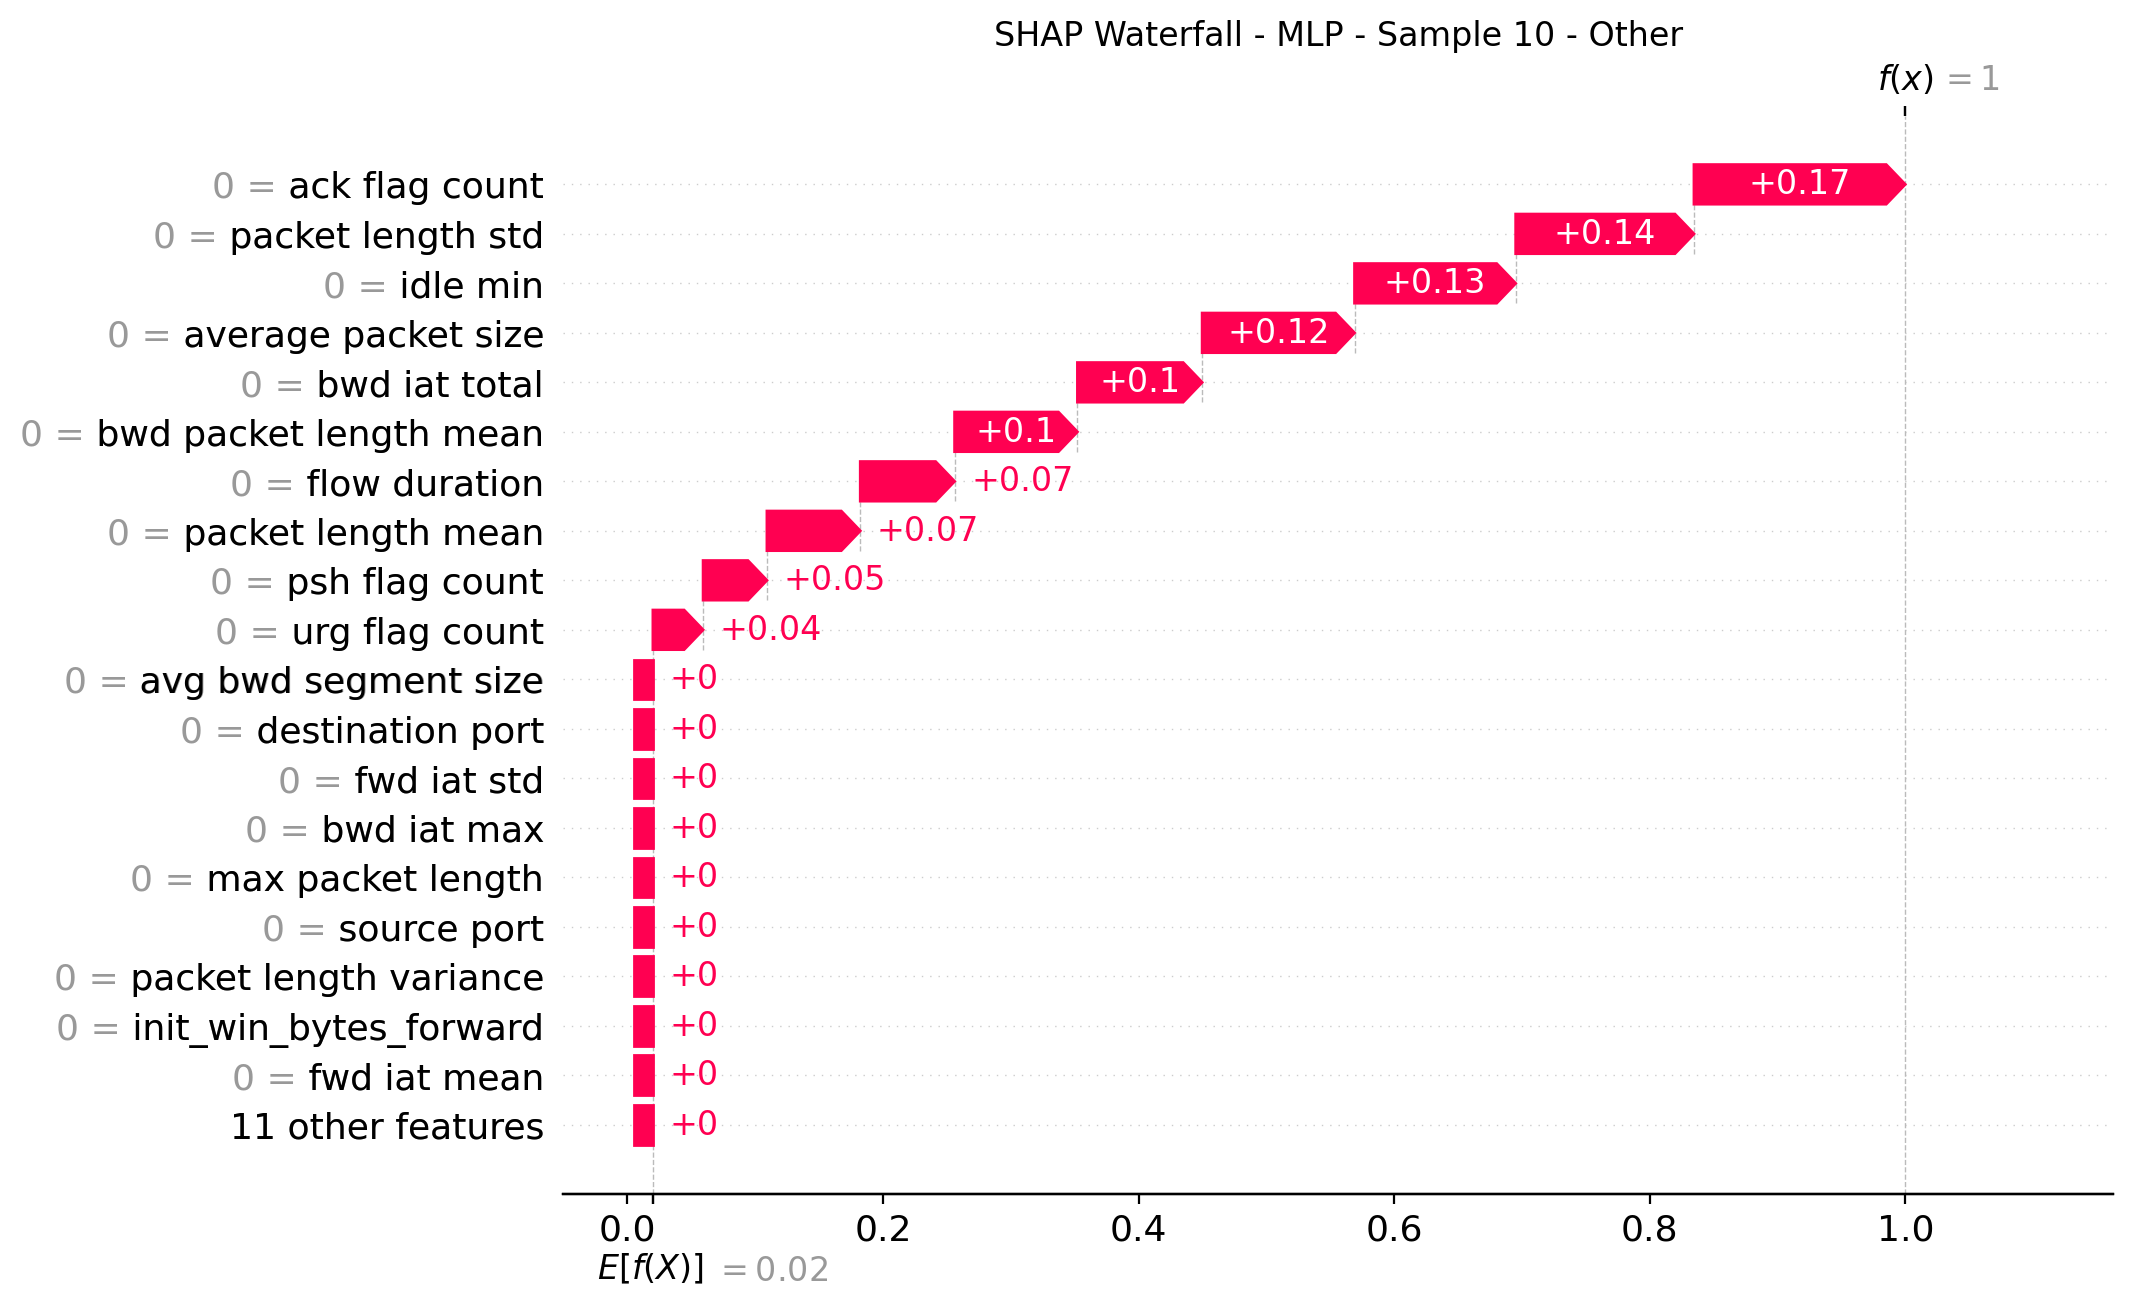 SHAP Waterfall - MLP - Sample 10 - Other
f(x) = 1
0 = ack flag count +0.17
0 = packet length std +0.14
0 = idle min +0.13
0 = average packet size +0.12
0 = bwd iat total +0.1
0 = bwd packet length mean +0.1
0 = flow duration +0.07
0 = packet length mean +0.07
0 = psh flag count +0.05
0 = urg flag count +0.04
0 = avg bwd segment size +0
0 = destination port +0
0 = fwd iat std +0
0 = bwd iat max +0
0 = max packet length +0
0 = source port +0
0 = packet length variance +0
0 = init_win_bytes_forward +0
0 = fwd iat mean +0
11 other features +0
0.0 0.2 0.4 0.6 0.8 1.0
E[f(X)] = 0.02